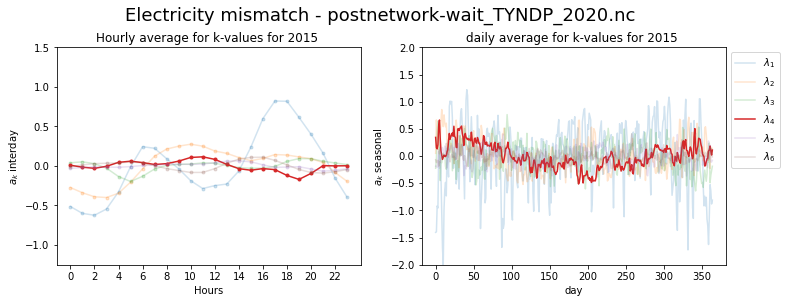 Electricity mismatch - postnetwork-wait_TYNDP_2020.nc
Hourly average for k-values for 2015
1.5
1.0
0.5
0.0
−0.5
−1.0
a_k interday
0 2 4 6 8 10 12 14 16 18 20 22
Hours
daily average for k-values for 2015
2.0
1.5
1.0
0.5
0.0
−0.5
−1.0
−1.5
−2.0
a_k seasonal
0 50 100 150 200 250 300 350
day
λ₁
λ₂
λ₃
λ₄
λ₅
λ₆